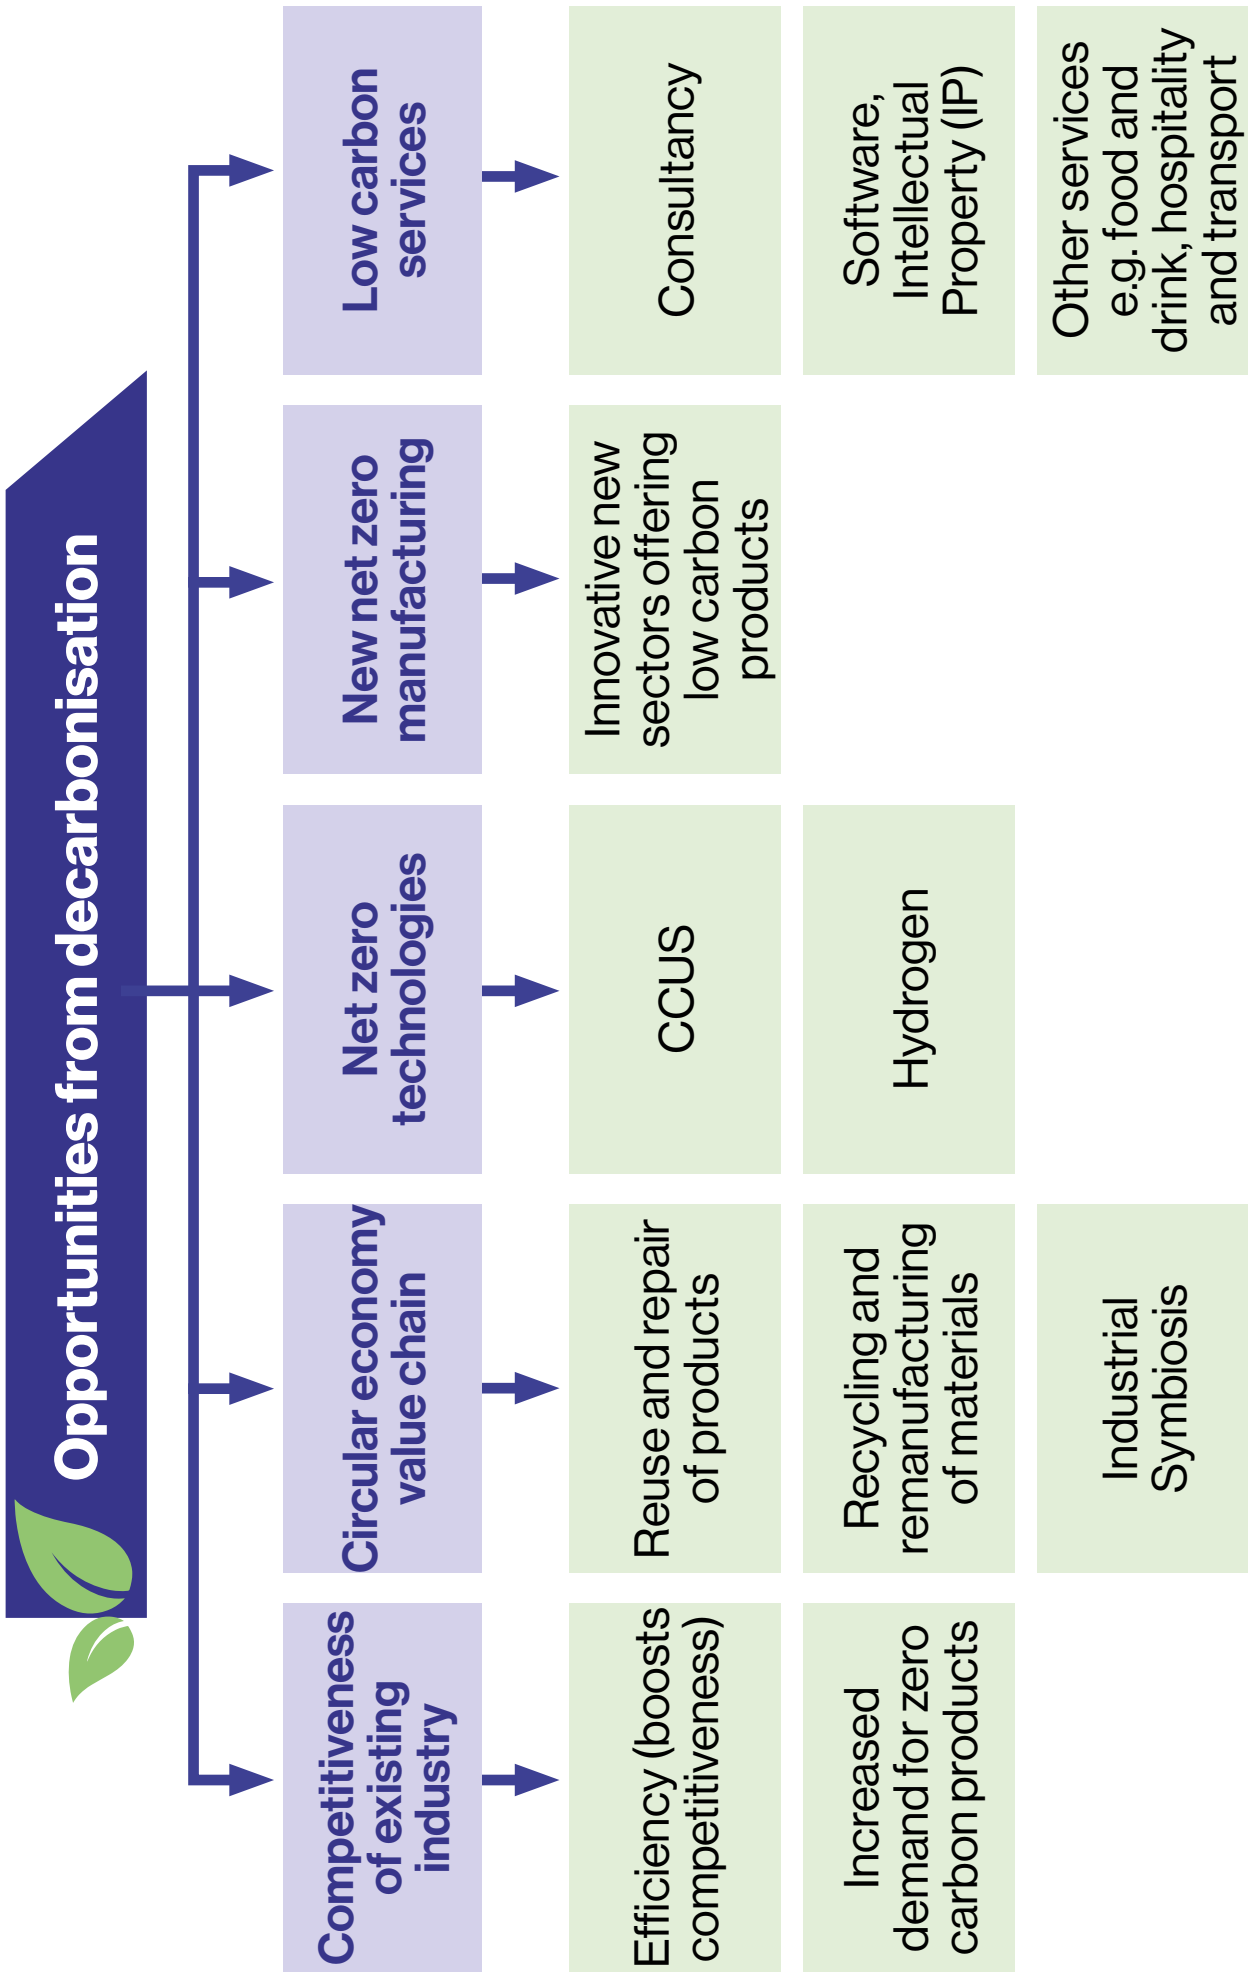 Opportunities from decarbonisation
Competitiveness
of existing
industry
Efficiency (boosts
competitiveness)
Increased
demand for zero
carbon products
Circular economy
value chain
Reuse and repair
of products
Recycling and
remanufacturing
of materials
Industrial
Symbiosis
Net zero
technologies
CCUS
Hydrogen
New net zero
manufacturing
Innovative new
sectors offering
low carbon
products
Low carbon
services
Consultancy
Software,
Intellectual
Property (IP)
Other services
e.g. food and
drink, hospitality
and transport